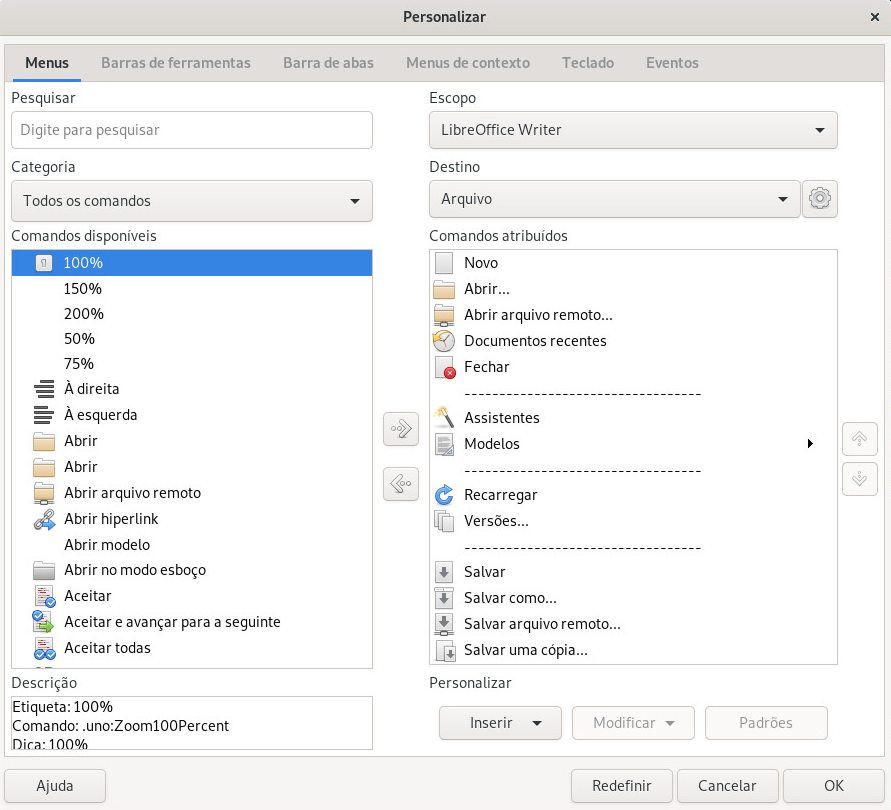 Personalizar
Menus
Barras de ferramentas
Barra de abas
Menus de contexto
Teclado
Eventos
Pesquisar
Digite para pesquisar
Categoria
Todos os comandos
Comandos disponíveis
100%
150%
200%
50%
75%
À direita
À esquerda
Abrir
Abrir
Abrir arquivo remoto
Abrir hiperlink
Abrir modelo
Abrir no modo esboço
Aceitar
Aceitar e avançar para a seguinte
Aceitar todas
Descrição
Etiqueta: 100%
Comando: .uno:Zoom100Percent
Dica: 100%
Escopo
LibreOffice Writer
Destino
Arquivo
Comandos atribuídos
Novo
Abrir...
Abrir arquivo remoto...
Documentos recentes
Fechar
----------------------------------
Assistentes
Modelos
----------------------------------
Recarregar
Versões...
----------------------------------
Salvar
Salvar como...
Salvar arquivo remoto...
Salvar uma cópia...
Personalizar
Inserir
Modificar
Padrões
Ajuda
Redefinir
Cancelar
OK